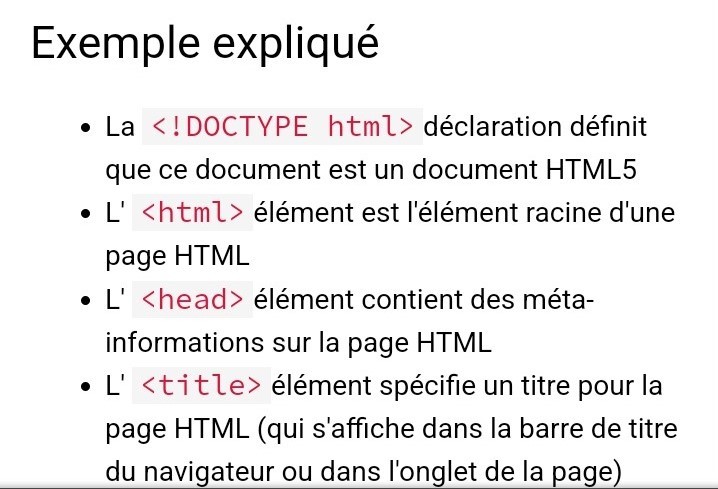 Exemple expliqué
• La <!DOCTYPE html> déclaration définit
que ce document est un document HTML5
• L' <html> élément est l'élément racine d'une
page HTML
• L' <head> élément contient des méta-
informations sur la page HTML
• L' <title> élément spécifie un titre pour la
page HTML (qui s'affiche dans la barre de titre
du navigateur ou dans l'onglet de la page)